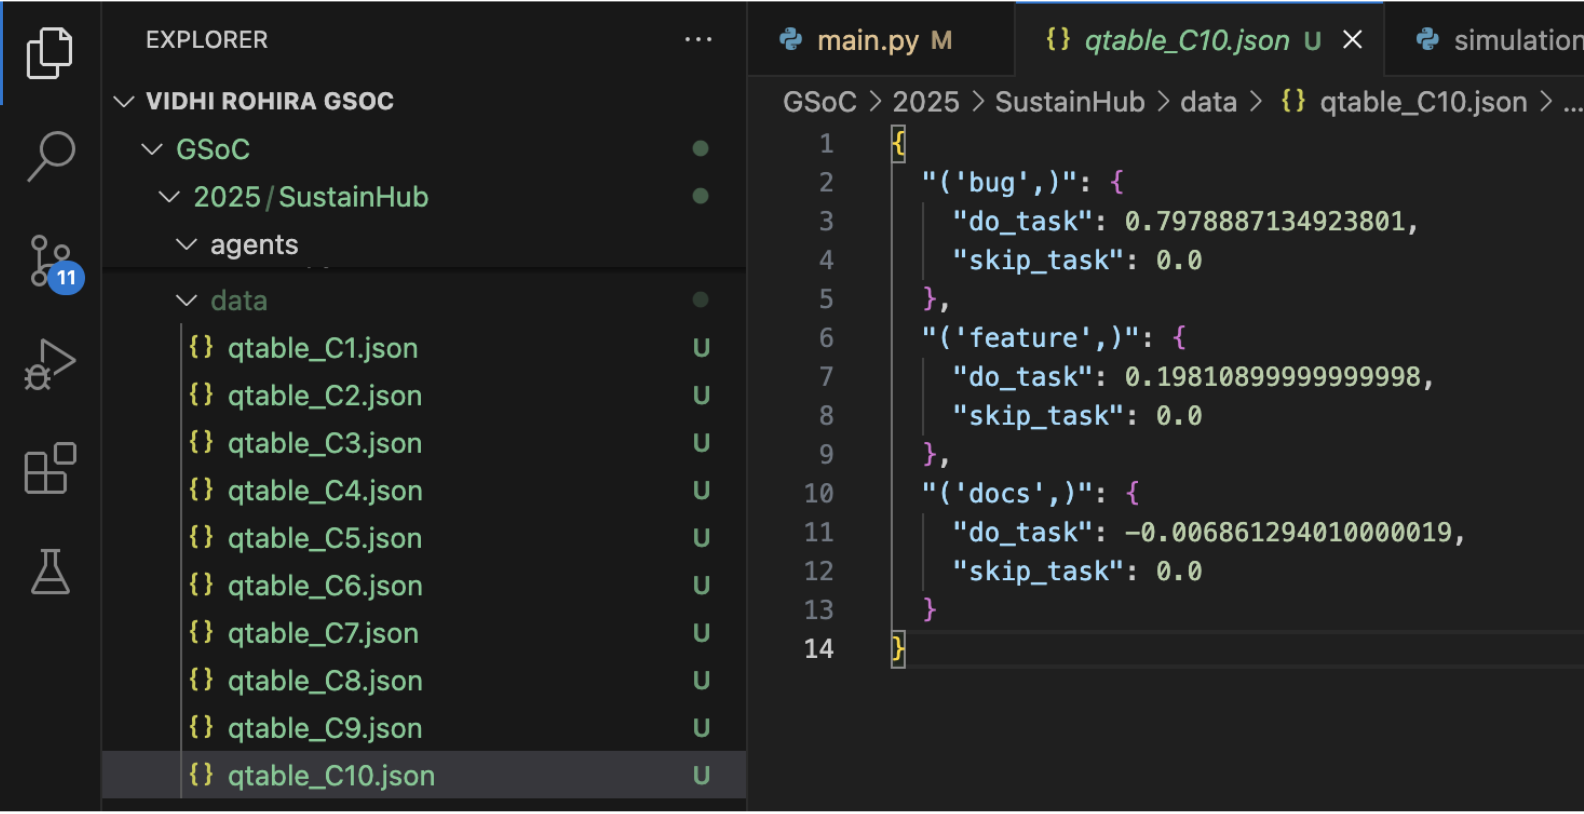 EXPLORER ...
VIDHI ROHIRA GSOC
GSoC
2025 / SustainHub
agents
data
{} qtable_C1.json U
{} qtable_C2.json U
{} qtable_C3.json U
{} qtable_C4.json U
{} qtable_C5.json U
{} qtable_C6.json U
{} qtable_C7.json U
{} qtable_C8.json U
{} qtable_C9.json U
{} qtable_C10.json U
11
main.py M
{} qtable_C10.json U
simulation
GSoC > 2025 > SustainHub > data > {} qtable_C10.json > ...
1 {
2 "('bug',)": {
3 "do_task": 0.7978887134923801,
4 "skip_task": 0.0
5 },
6 "('feature',)": {
7 "do_task": 0.19810899999999998,
8 "skip_task": 0.0
9 },
10 "('docs',)": {
11 "do_task": -0.006861294010000019,
12 "skip_task": 0.0
13 }
14 }